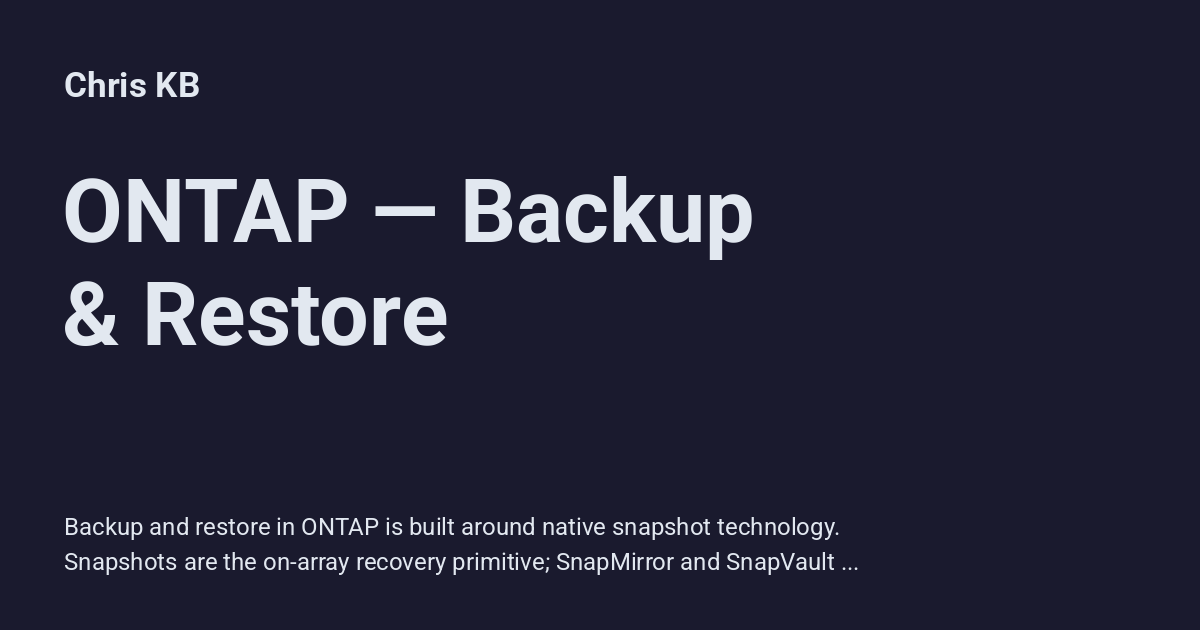 Chris KB
ONTAP — Backup
& Restore
Backup and restore in ONTAP is built around native snapshot technology.
Snapshots are the on-array recovery primitive; SnapMirror and SnapVault ...